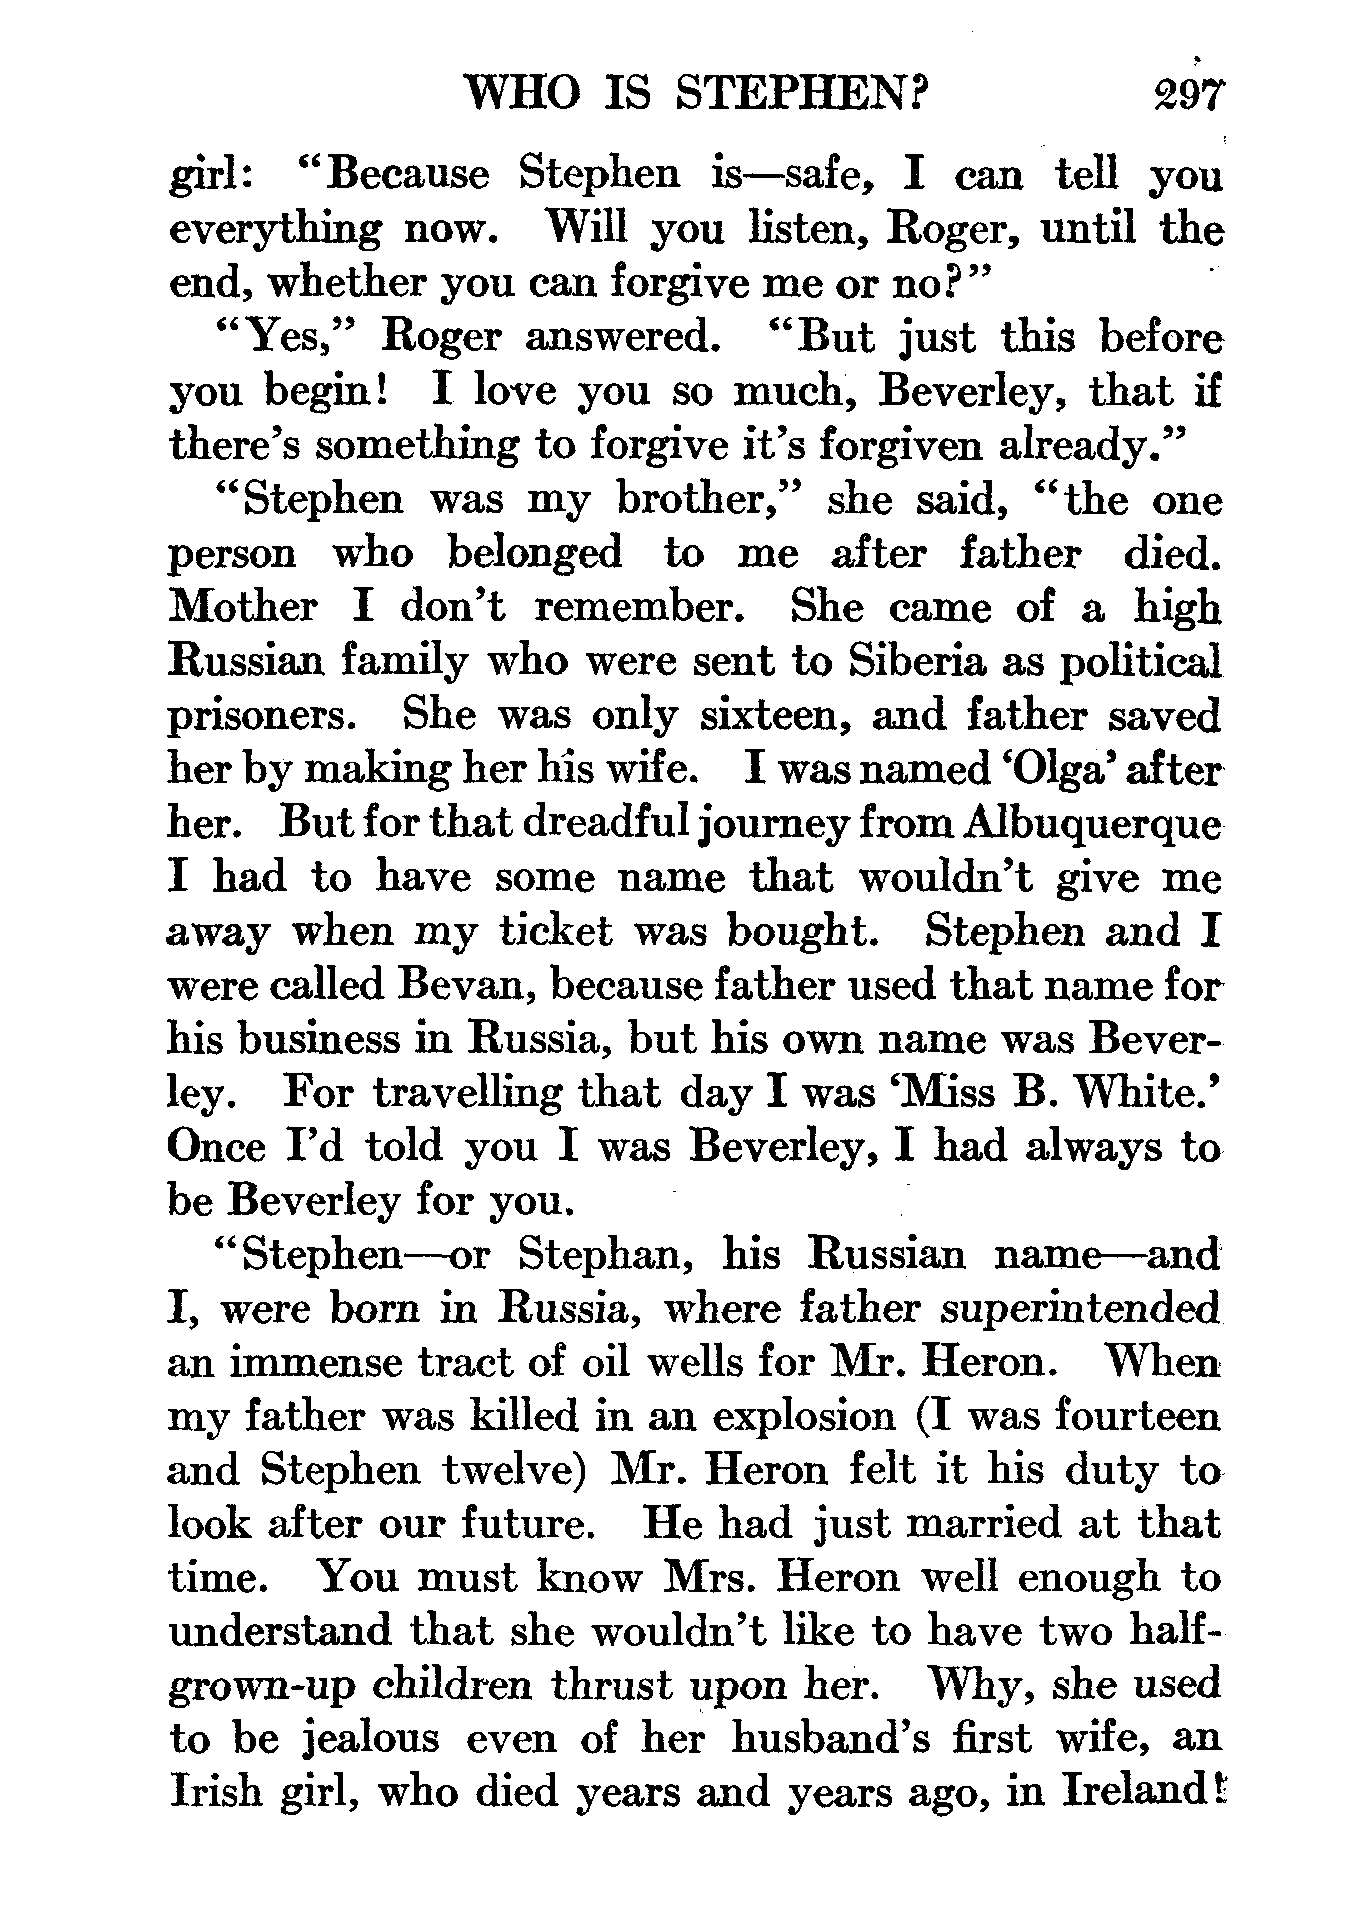 WHO IS STEPHEN? 297
girl: "Because Stephen is—safe, I can tell you
everything now. Will you listen, Roger, until the
end, whether you can forgive me or no?"
"Yes," Roger answered. "But just this before
you begin! I love you so much, Beverley, that if
there's something to forgive it's forgiven already."
"Stephen was my brother," she said, "the one
person who belonged to me after father died.
Mother I don't remember. She came of a high
Russian family who were sent to Siberia as political
prisoners. She was only sixteen, and father saved
her by making her his wife. I was named 'Olga' after
her. But for that dreadful journey from Albuquerque
I had to have some name that wouldn't give me
away when my ticket was bought. Stephen and I
were called Bevan, because father used that name for
his business in Russia, but his own name was Bever-
ley. For travelling that day I was 'Miss B. White.'
Once I'd told you I was Beverley, I had always to
be Beverley for you.
"Stephen—or Stephan, his Russian name—and
I, were born in Russia, where father superintended
an immense tract of oil wells for Mr. Heron. When
my father was killed in an explosion (I was fourteen
and Stephen twelve) Mr. Heron felt it his duty to
look after our future. He had just married at that
time. You must know Mrs. Heron well enough to
understand that she wouldn't like to have two half-
grown-up children thrust upon her. Why, she used
to be jealous even of her husband's first wife, an
Irish girl, who died years and years ago, in Ireland!